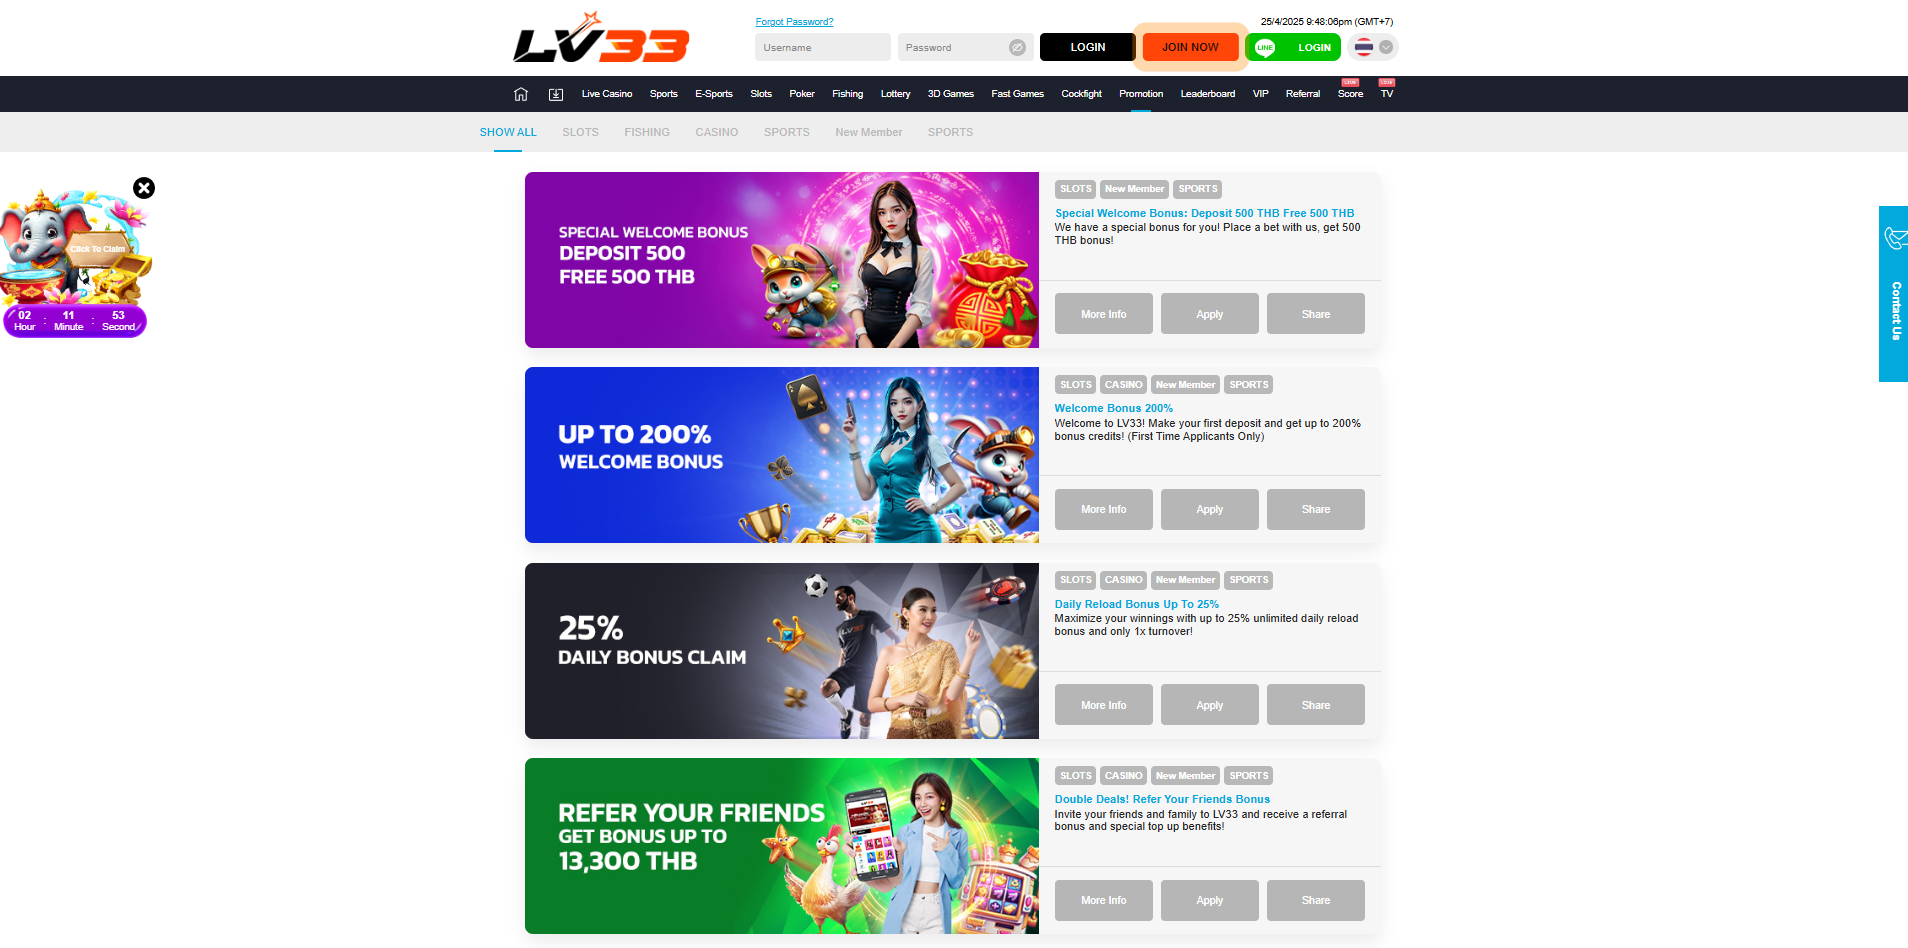 LV33
Forgot Password?
25/4/2025 9:48:06pm (GMT+7)
Username
Password
LOGIN
JOIN NOW
LINE
LOGIN
Live Casino
Sports
E-Sports
Slots
Poker
Fishing
Lottery
3D Games
Fast Games
Cockfight
Promotion
Leaderboard
VIP
Referral
LIVE
Score
LIVE
TV
SHOW ALL
SLOTS
FISHING
CASINO
SPORTS
New Member
SPORTS
Click To Claim
02 : 11 : 53
Hour Minute Second
Contact Us
SPECIAL WELCOME BONUS
DEPOSIT 500
FREE 500 THB
SLOTS New Member SPORTS
Special Welcome Bonus: Deposit 500 THB Free 500 THB
We have a special bonus for you! Place a bet with us, get 500
THB bonus!
More Info
Apply
Share
UP TO 200%
WELCOME BONUS
SLOTS CASINO New Member SPORTS
Welcome Bonus 200%
Welcome to LV33! Make your first deposit and get up to 200%
bonus credits! (First Time Applicants Only)
More Info
Apply
Share
25%
DAILY BONUS CLAIM
LV33
SLOTS CASINO New Member SPORTS
Daily Reload Bonus Up To 25%
Maximize your winnings with up to 25% unlimited daily reload
bonus and only 1x turnover!
More Info
Apply
Share
REFER YOUR FRIENDS
GET BONUS UP TO
13,300 THB
SLOTS CASINO New Member SPORTS
Double Deals! Refer Your Friends Bonus
Invite your friends and family to LV33 and receive a referral
bonus and special top up benefits!
More Info
Apply
Share